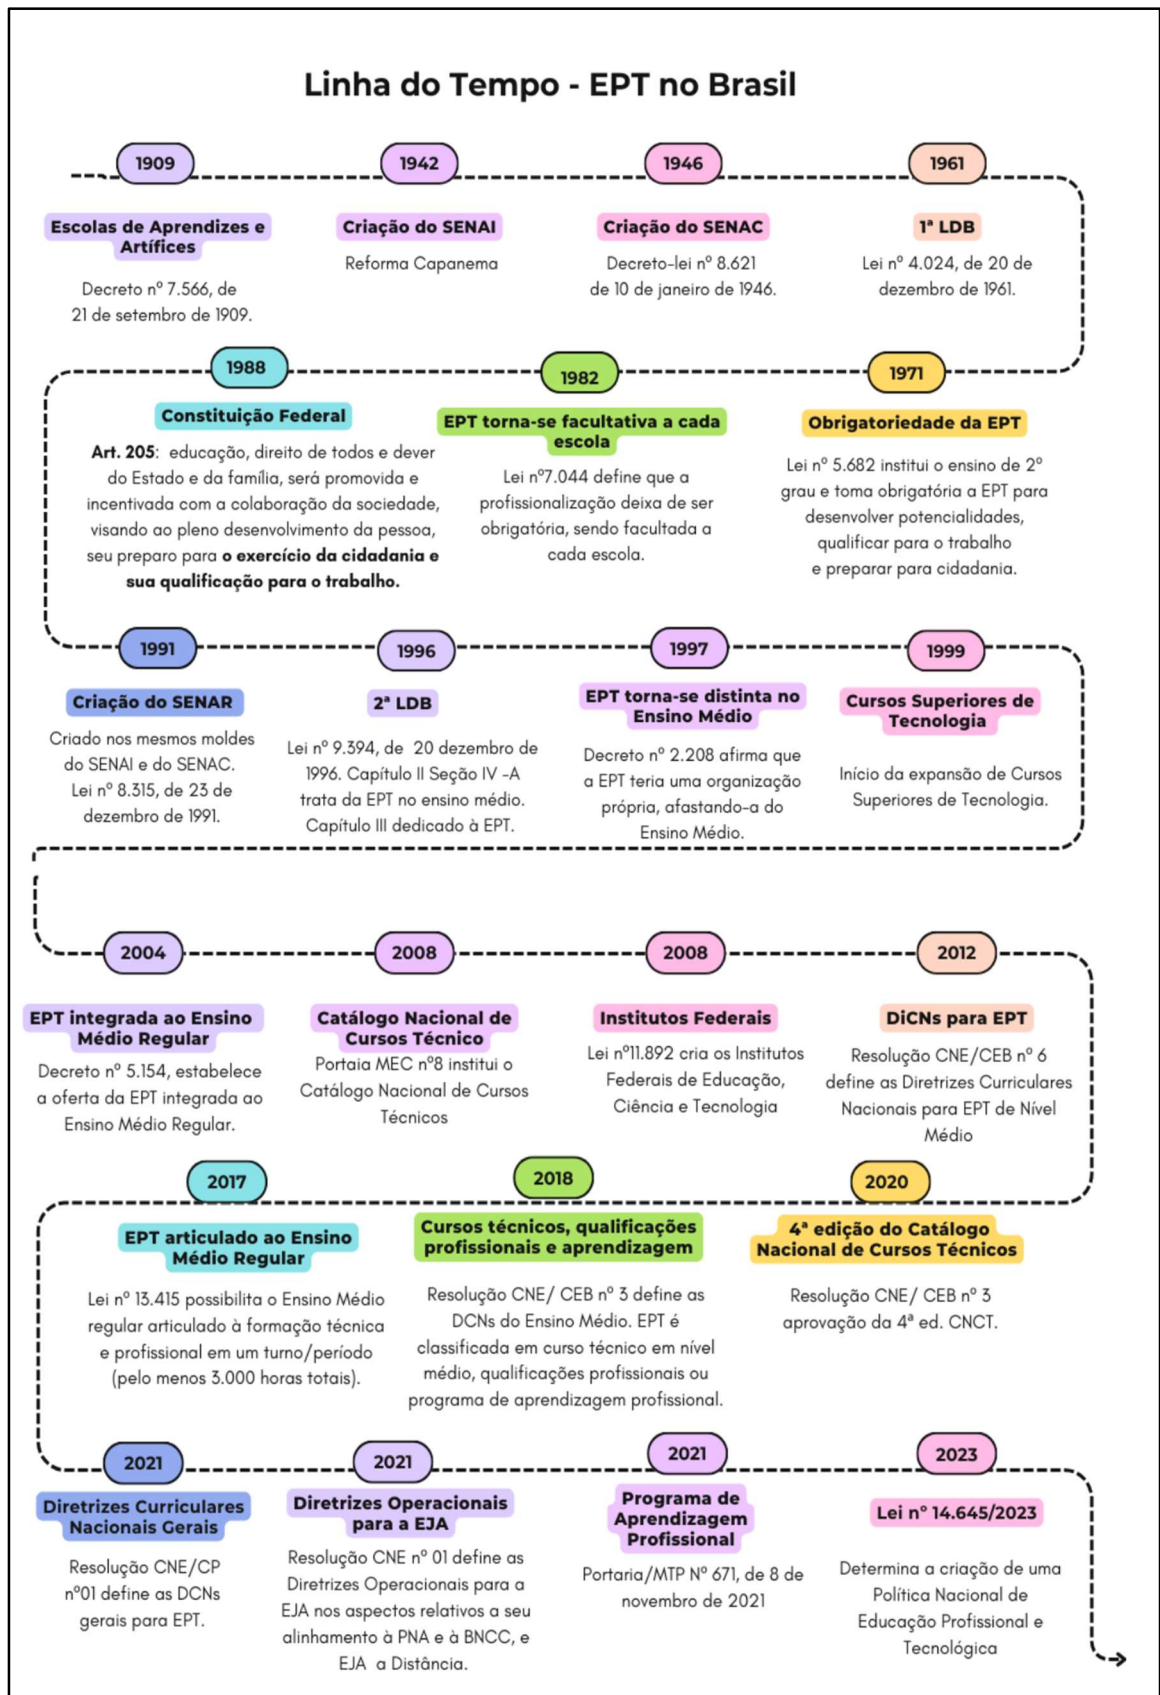 Linha do Tempo - EPT no Brasil
1909
Escolas de Aprendizes e
Artífices
Decreto nº 7.566, de
21 de setembro de 1909.
1942
Criação do SENAI
Reforma Capanema
1946
Criação do SENAC
Decreto-lei nº 8.621
de 10 de janeiro de 1946.
1961
1ª LDB
Lei nº 4.024, de 20 de
dezembro de 1961.
1988
Constituição Federal
Art. 205: educação, direito de todos e dever
do Estado e da família, será promovida e
incentivada com a colaboração da sociedade,
visando ao pleno desenvolvimento da pessoa,
seu preparo para o exercício da cidadania e
sua qualificação para o trabalho.
1982
EPT torna-se facultativa a cada
escola
Lei nº7.044 define que a
profissionalização deixa de ser
obrigatória, sendo facultada a
cada escola.
1971
Obrigatoriedade da EPT
Lei nº 5.682 institui o ensino de 2º
grau e toma obrigatória a EPT para
desenvolver potencialidades,
qualificar para o trabalho
e preparar para cidadania.
1991
Criação do SENAR
Criado nos mesmos moldes
do SENAI e do SENAC.
Lei nº 8.315, de 23 de
dezembro de 1991.
1996
2ª LDB
Lei nº 9.394, de 20 dezembro de
1996. Capítulo II Seção IV -A
trata da EPT no ensino médio.
Capítulo III dedicado à EPT.
1997
EPT torna-se distinta no
Ensino Médio
Decreto nº 2.208 afirma que
a EPT teria uma organização
própria, afastando-a do
Ensino Médio.
1999
Cursos Superiores de
Tecnologia
Início da expansão de Cursos
Superiores de Tecnologia.
2004
EPT integrada ao Ensino
Médio Regular
Decreto nº 5.154, estabelece
a oferta da EPT integrada ao
Ensino Médio Regular.
2008
Catálogo Nacional de
Cursos Técnico
Portaia MEC nº8 institui o
Catálogo Nacional de Cursos
Técnicos
2008
Institutos Federais
Lei nº11.892 cria os Institutos
Federais de Educação,
Ciência e Tecnologia
2012
DiCNs para EPT
Resolução CNE/CEB nº 6
define as Diretrizes Curriculares
Nacionais para EPT de Nível
Médio
2017
EPT articulado ao Ensino
Médio Regular
Lei nº 13.415 possibilita o Ensino Médio
regular articulado à formação técnica
e profissional em um turno/período
(pelo menos 3.000 horas totais).
2018
Cursos técnicos, qualificações
profissionais e aprendizagem
Resolução CNE/ CEB nº 3 define as
DCNs do Ensino Médio. EPT é
classificada em curso técnico em nível
médio, qualificações profissionais ou
programa de aprendizagem profissional.
2020
4ª edição do Catálogo
Nacional de Cursos Técnicos
Resolução CNE/ CEB nº 3
aprovação da 4ª ed. CNCT.
2021
Diretrizes Curriculares
Nacionais Gerais
Resolução CNE/CP
nº01 define as DCNs
gerais para EPT.
2021
Diretrizes Operacionais
para a EJA
Resolução CNE nº 01 define as
Diretrizes Operacionais para a
EJA nos aspectos relativos a seu
alinhamento à PNA e à BNCC, e
EJA a Distância.
2021
Programa de
Aprendizagem
Profissional
Portaria/MTP Nº 671, de 8 de
novembro de 2021
2023
Lei nº 14.645/2023
Determina a criação de uma
Política Nacional de
Educação Profissional e
Tecnológica